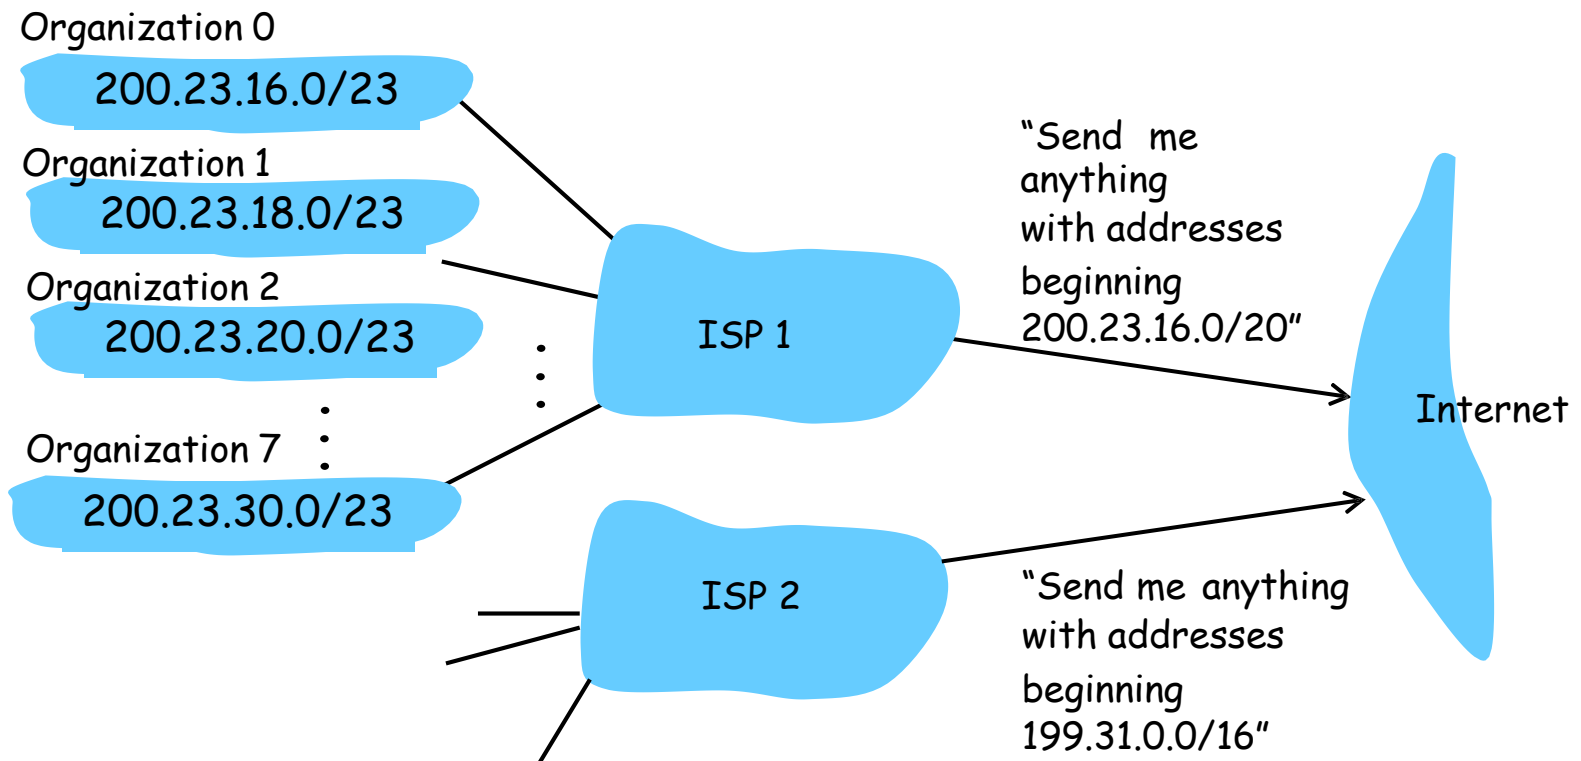 Organization 0
200.23.16.0/23
Organization 1
200.23.18.0/23
Organization 2
200.23.20.0/23
Organization 7
200.23.30.0/23
ISP 1
ISP 2
“Send me
anything
with addresses
beginning
200.23.16.0/20”
Internet
“Send me anything
with addresses
beginning
199.31.0.0/16”